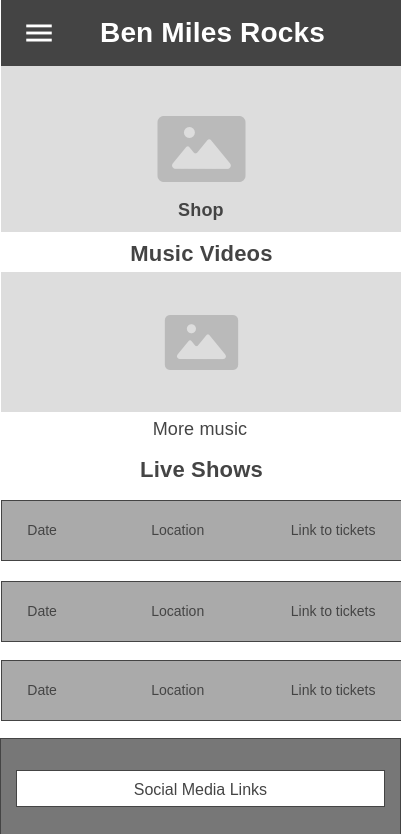 Ben Miles Rocks
Shop
Music Videos
More music
Live Shows
Date Location Link to tickets
Date Location Link to tickets
Date Location Link to tickets
Social Media Links